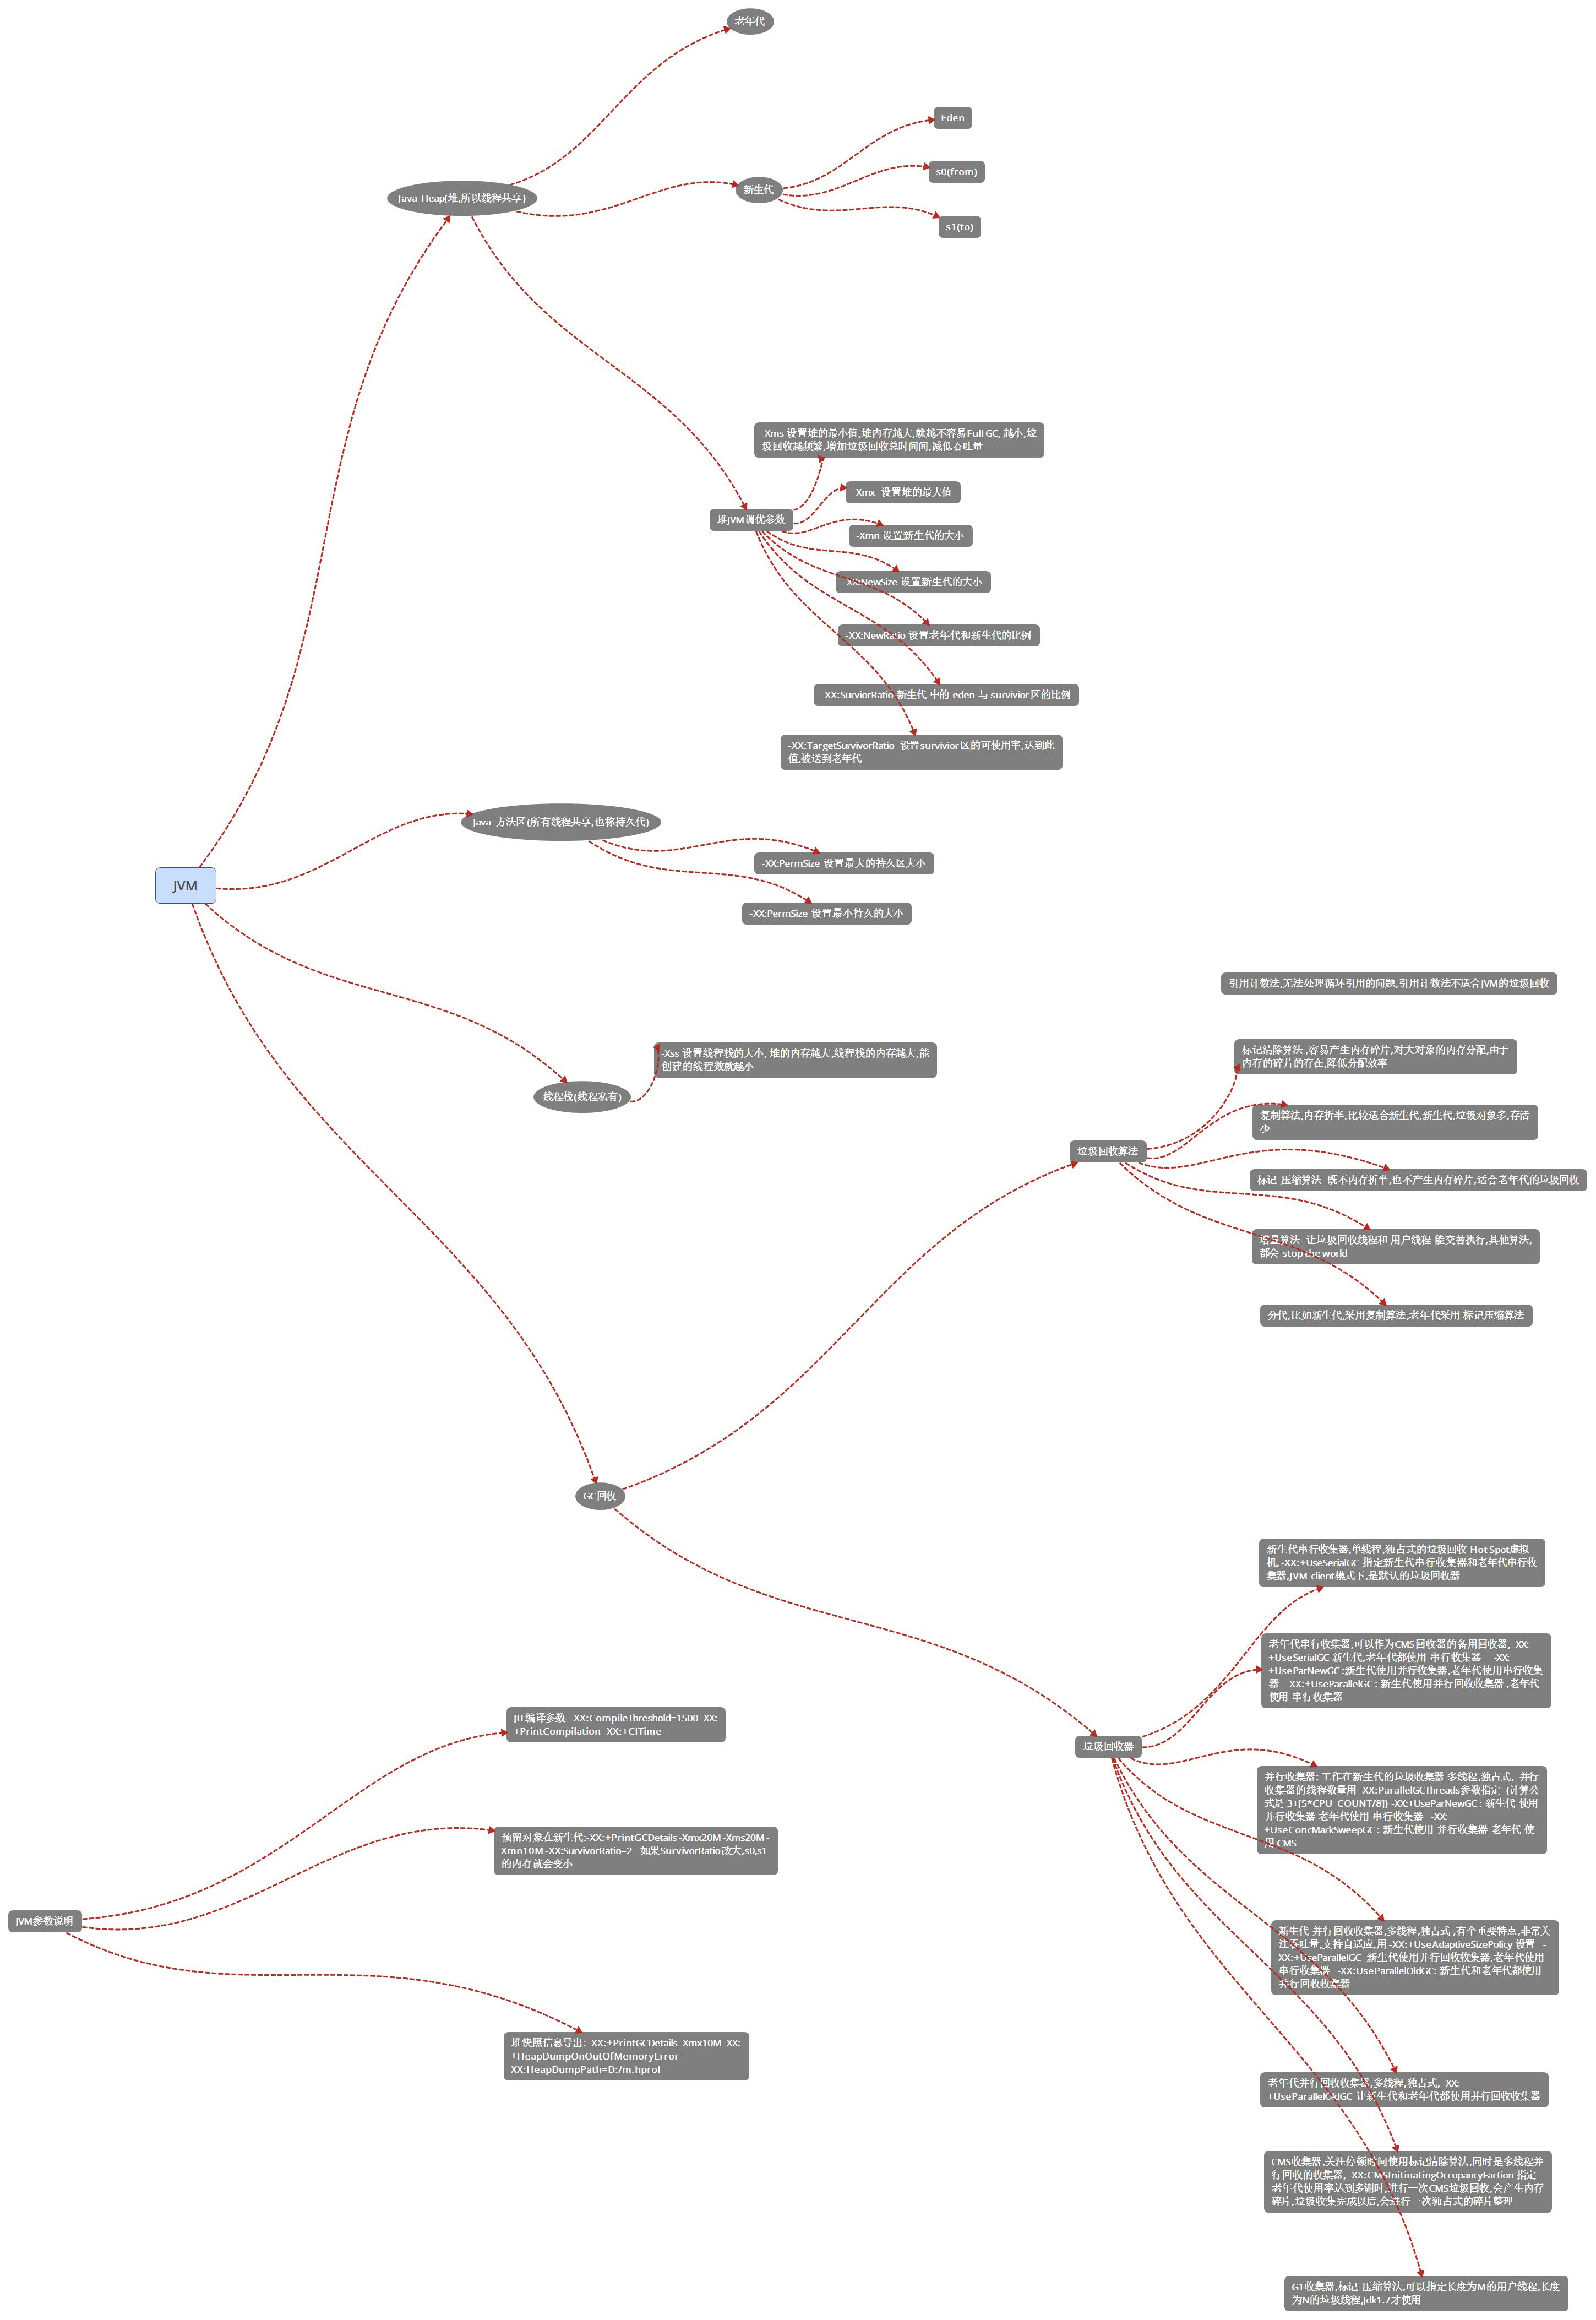 老年代
Eden
s0(from)
新生代
Java_Heap(堆,所以线程共享)
s1(to)
-Xms 设置堆的最小值,堆内存越大,就越不容易Full GC, 越小,垃
圾回收越频繁,增加垃圾回收总时间间,减低吞吐量
-Xmx 设置堆的最大值
堆JVM调优参数
-Xmn 设置新生代的大小
-XX:NewSize 设置新生代的大小
-XX:NewRatio 设置老年代和新生代的比例
-XX:SurviorRatio 新生代 中的 eden 与 survivior 区的比例
-XX:TargetSurvivorRatio 设置survivior 区的可使用率,达到此
值,被送到老年代
Java_方法区(所有线程共享,也称持久代)
-XX:PermSize 设置最大的持久区大小
JVM
-XX:PermSize 设置最小持久的大小
引用计数法,无法处理循环引用的问题,引用计数法不适合JVM的垃圾回收
-Xss 设置线程栈的大小, 堆的内存越大,线程栈的内存越大,能
创建的线程数就越小
线程栈(线程私有)
标记清除算法 ,容易产生内存碎片,对大对象的内存分配,由于
内存的碎片的存在,降低分配效率
复制算法,内存折半,比较适合新生代,新生代,垃圾对象多,存活
少
垃圾回收算法
标记-压缩算法 既不内存折半,也不产生内存碎片,适合老年代的垃圾回收
增量算法 让垃圾回收线程和 用户线程 能交替执行,其他算法,
都会 stop the world
分代,比如新生代,采用复制算法,老年代采用 标记压缩算法
GC回收
新生代串行收集器,单线程,独占式的垃圾回收 Hot Spot虚拟
机, -XX:+UseSerialGC 指定新生代串行收集器和老年代串行收
集器,JVM-client模式下,是默认的垃圾回收器
老年代串行收集器,可以作为CMS回收器的备用回收器, -XX:
+UseSerialGC 新生代,老年代都使用 串行收集器 -XX:
+UseParNewGC :新生代使用并行收集器,老年代使用串行收集
器 -XX:+UseParallelGC : 新生代使用并行回收收集器 ,老年代
使用 串行收集器
垃圾回收器
并行收集器: 工作在新生代的垃圾收集器 多线程,独占式, 并行
收集器的线程数量用 -XX:ParallelGCThreads参数指定 (计算公
式是 3+[5*CPU_COUNT/8]) -XX:+UseParNewGC : 新生代 使用
并行收集器 老年代使用 串行收集器 -XX:
+UseConcMarkSweepGC : 新生代使用 并行收集器 老年代 使
用 CMS
新生代 并行回收收集器,多线程,独占式 ,有个重要特点,非常关
注吞吐量,支持自适应,用 -XX:+UseAdaptiveSizePolicy 设置 -
XX:+UseParallelGC 新生代使用并行回收收集器,老年代使用
串行收集器 -XX:UseParallelOldGC: 新生代和老年代都使用
并行回收收集器
老年代并行回收收集器,多线程,独占式, -XX:
+UseParallelOldGC 让新生代和老年代都使用并行回收收集器
CMS收集器,关注停顿时间使用标记清除算法,同时是多线程并
行回收的收集器, -XX:CMSInitinatingOccupancyFaction 指定
老年代使用率达到多谢时,进行一次CMS垃圾回收,会产生内存
碎片,垃圾收集完成以后,会进行一次独占式的碎片整理
G1收集器,标记-压缩算法,可以指定长度为M的用户线程,长度
为N的垃圾线程,Jdk1.7才使用
JIT编译参数 -XX:CompileThreshold=1500 -XX:
+PrintCompilation -XX:+CITime
预留对象在新生代:-XX:+PrintGCDetails -Xmx20M -Xms20M -
Xmn10M -XX:SurvivorRatio=2 如果SurvivorRatio改大,s0,s1
的内存就会变小
JVM参数说明
堆快照信息导出: -XX:+PrintGCDetails -Xmx10M -XX:
+HeapDumpOnOutOfMemoryError -
XX:HeapDumpPath=D:/m.hprof